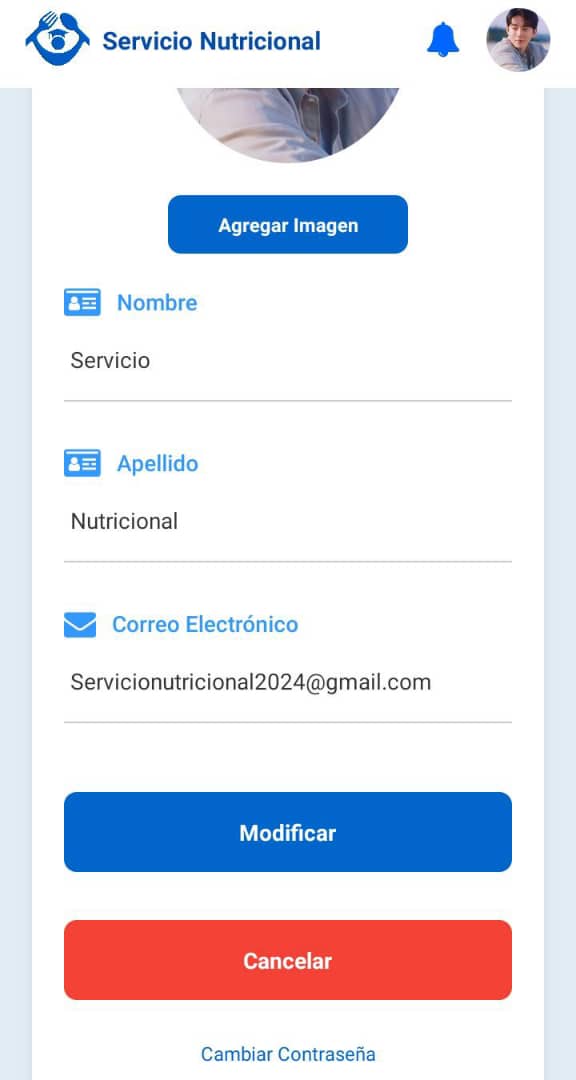 Servicio Nutricional
Agregar Imagen
Nombre
Servicio
Apellido
Nutricional
Correo Electrónico
Servicionutricional2024@gmail.com
Modificar
Cancelar
Cambiar Contraseña